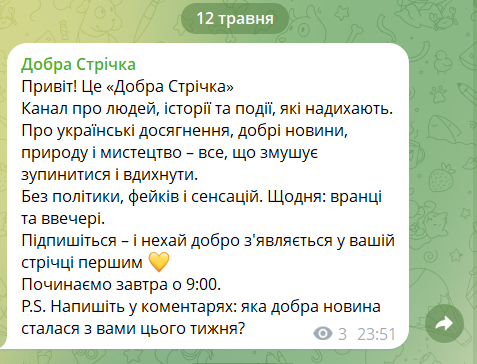 12 травня
Добра Стрічка
Привіт! Це «Добра Стрічка»
Канал про людей, історії та події, які надихають.
Про українські досягнення, добрі новини,
природу і мистецтво – все, що змушує
зупинитися і вдихнути.
Без політики, фейків і сенсацій. Щодня: вранці
та ввечері.
Підпишіться – і нехай добро з'являється у вашій
стрічці першим 💛
Починаємо завтра о 9:00.
P.S. Напишіть у коментарях: яка добра новина
сталася з вами цього тижня?
3 23:51